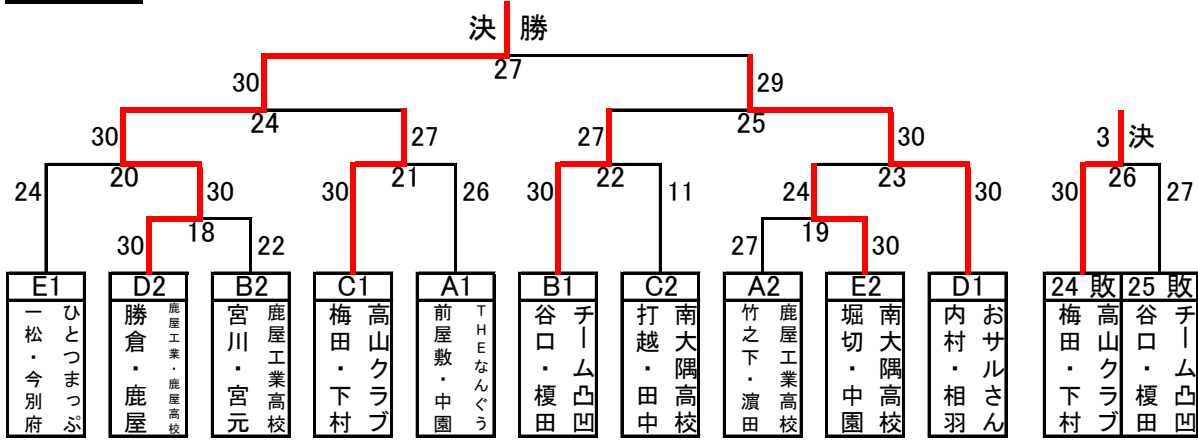 決 勝
27
30
29
24
25
30
27
27
30
3 決
20
21
22
23
26
24
30
30
26
30
11
24
30
30
27
18
19
30
22
27
30
E1
D2
B2
C1
A1
B1
C2
A2
E2
D1
24 敗
25 敗
ひとつまっぷ
一松・今別府
鹿屋工業・鹿屋高校
勝倉・鹿屋
鹿屋工業高校
宮川・宮元
高山クラブ
梅田・下村
THEなんぐう
前屋敷・中園
チーム凸凹
谷口・榎田
南大隅高校
打越・田中
鹿屋工業高校
竹之下・濵田
南大隅高校
堀切・中園
おサルさん
内村・相羽
高山クラブ
梅田・下村
チーム凸凹
谷口・榎田